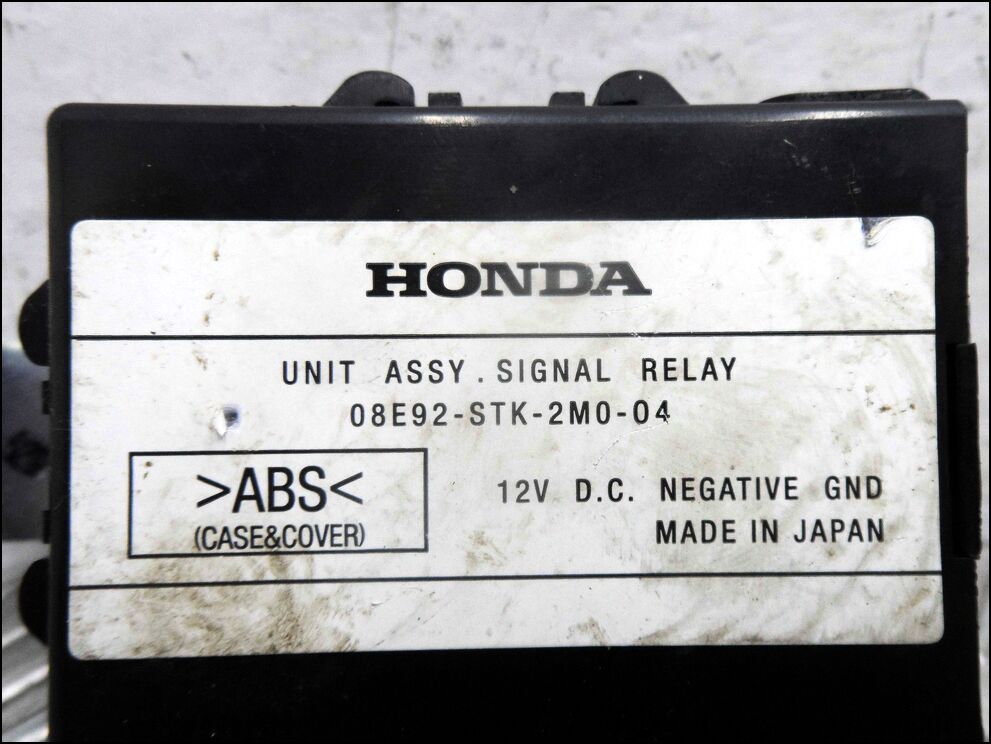 HONDA
UNIT ASSY. SIGNAL RELAY
08E92-STK-2M0-04
>ABS<
(CASE&COVER)
12V D.C. NEGATIVE GND
MADE IN JAPAN